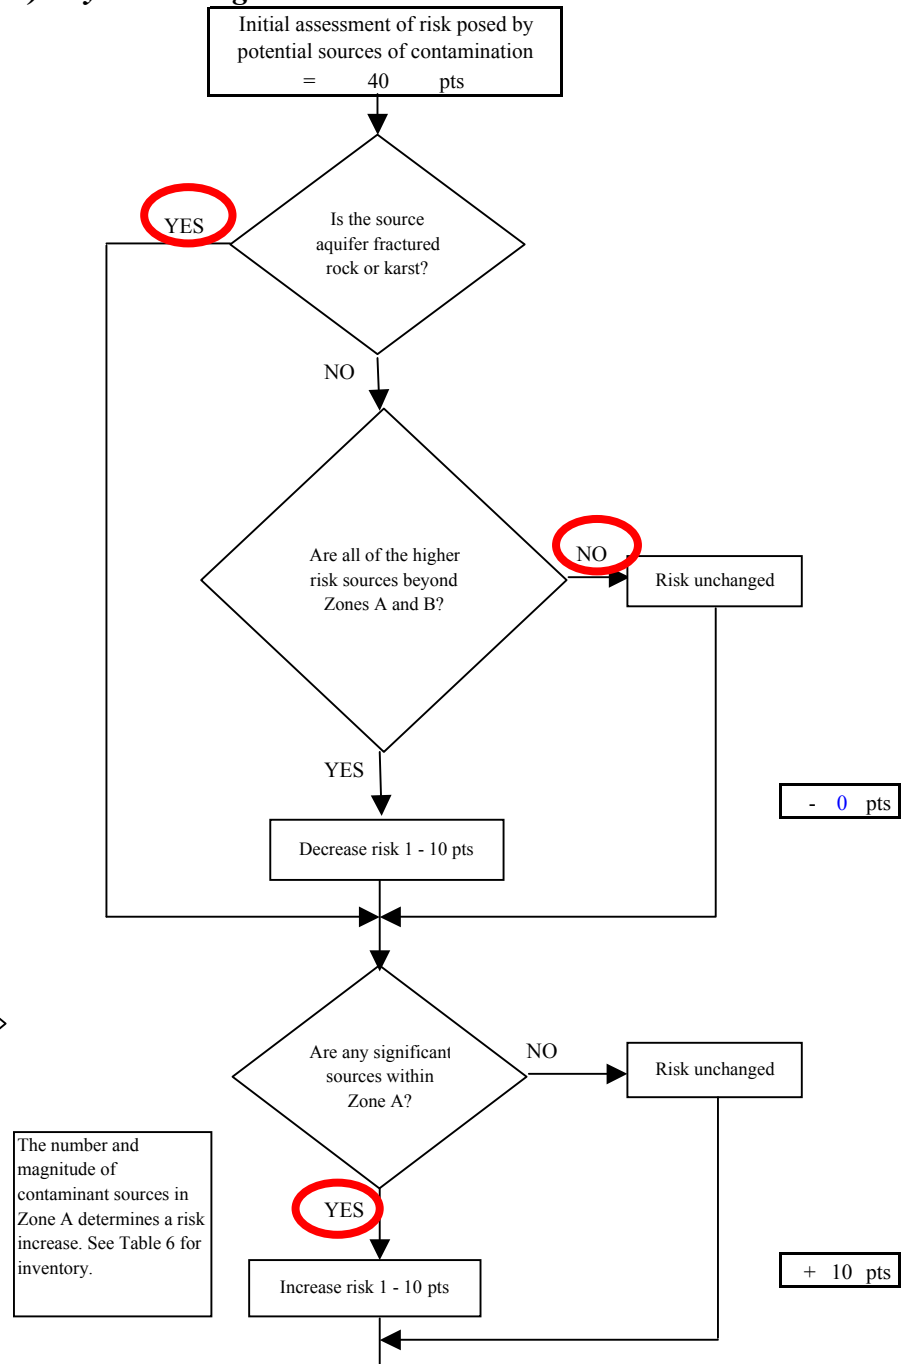 Initial assessment of risk posed by
potential sources of contamination
= 40 pts
YES
Is the source
aquifer fractured
rock or karst?
NO
Are all of the higher
risk sources beyond
Zones A and B?
NO
Risk unchanged
YES
- 0 pts
Decrease risk 1 - 10 pts
Are any significant
sources within
Zone A?
NO
Risk unchanged
The number and
magnitude of
contaminant sources in
Zone A determines a risk
increase. See Table 6 for
inventory.
YES
Increase risk 1 - 10 pts
+ 10 pts